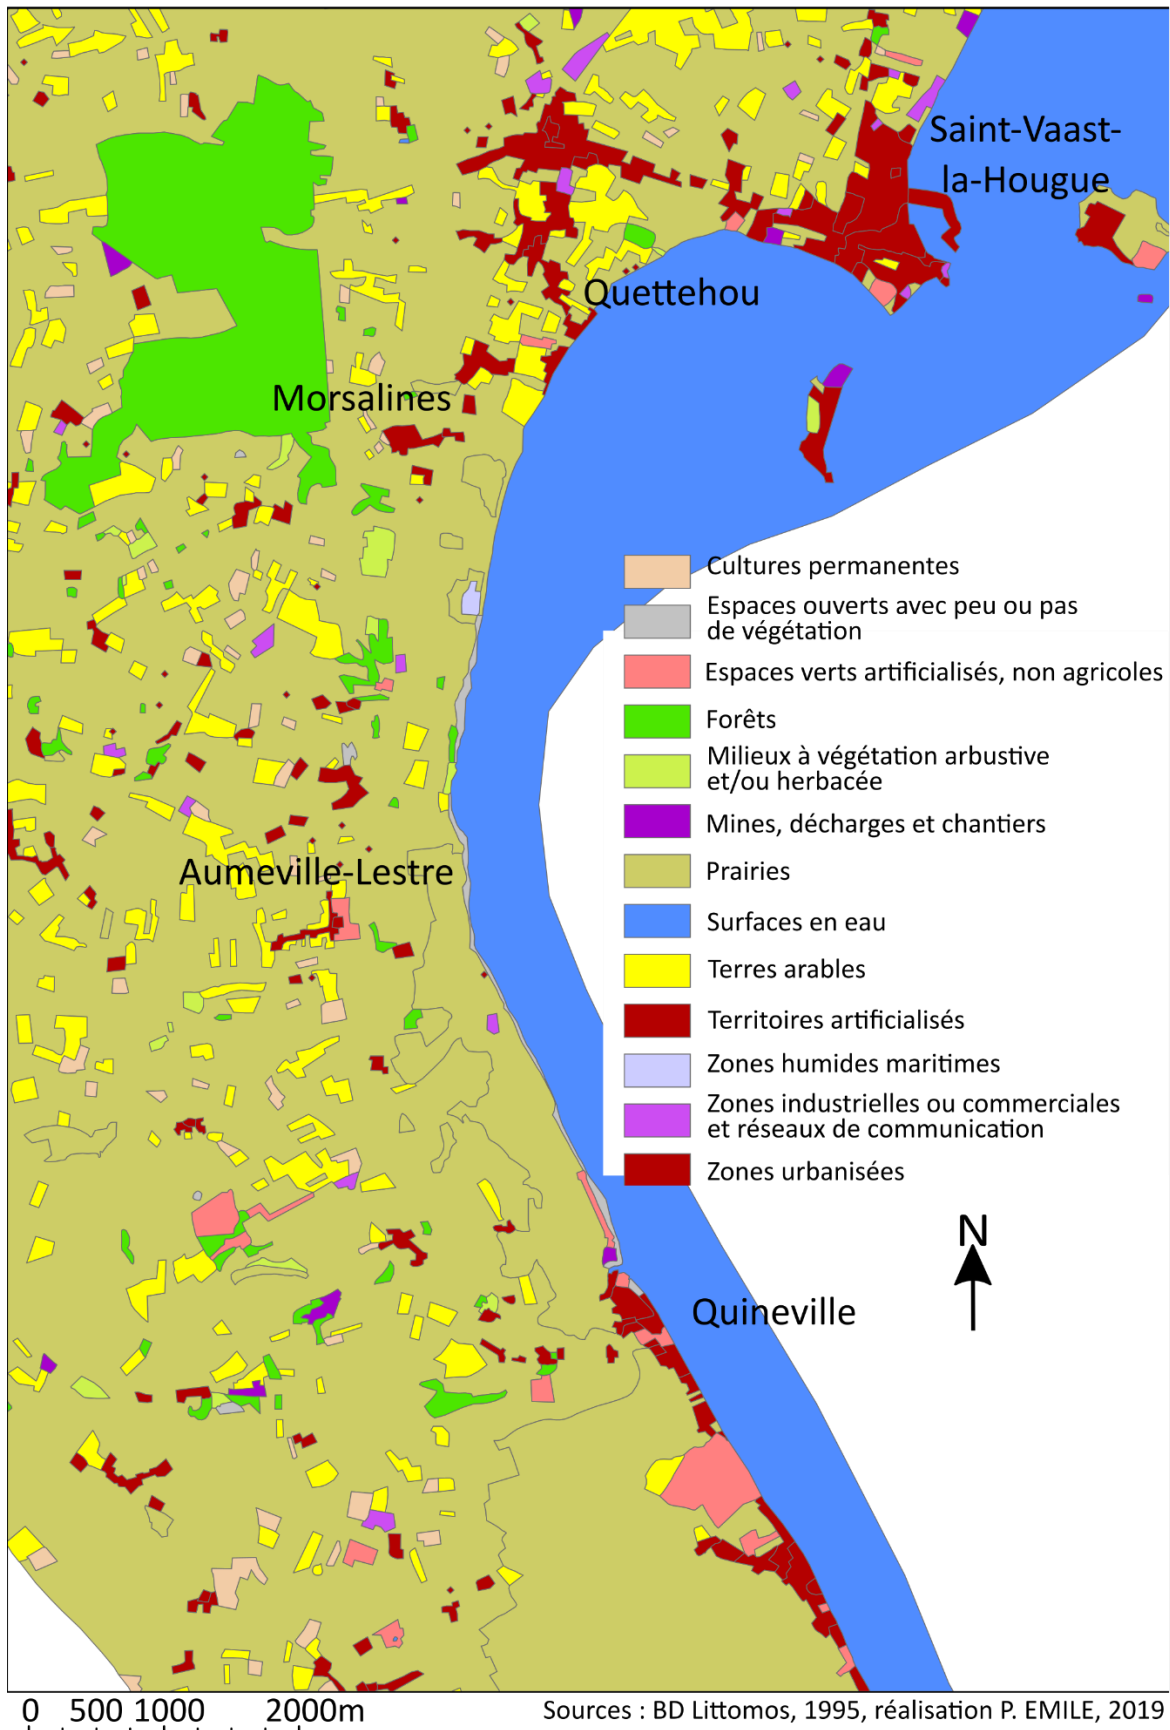 Saint-Vaast-
la-Hougue
Quettehou
Morsalines
Cultures permanentes
Espaces ouverts avec peu ou pas
de végétation
Espaces verts artificialisés, non agricoles
Forêts
Milieux à végétation arbustive
et/ou herbacée
Mines, décharges et chantiers
Aumeville-Lestre
Prairies
Surfaces en eau
Terres arables
Territoires artificialisés
Zones humides maritimes
Zones industrielles ou commerciales
et réseaux de communication
Zones urbanisées
N
Quineville
0 500 1000 2000m
Sources : BD Littomos, 1995, réalisation P. EMILE, 2019